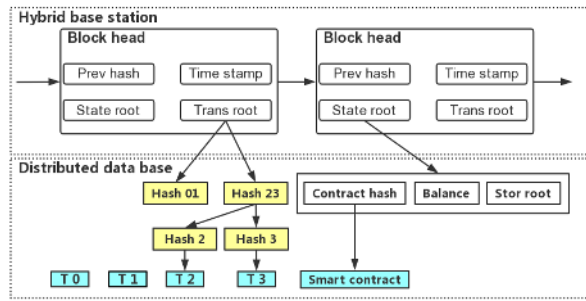 Hybrid base station
Block head
Block head
Prev hash
Time stamp
Prev hash
Time stamp
State root
Trans root
State root
Trans root
Distributed data base
Hash 01
Hash 23
Contract hash
Balance
Stor root
Hash 2
Hash 3
T 0
T 1
T 2
T 3
Smart contract